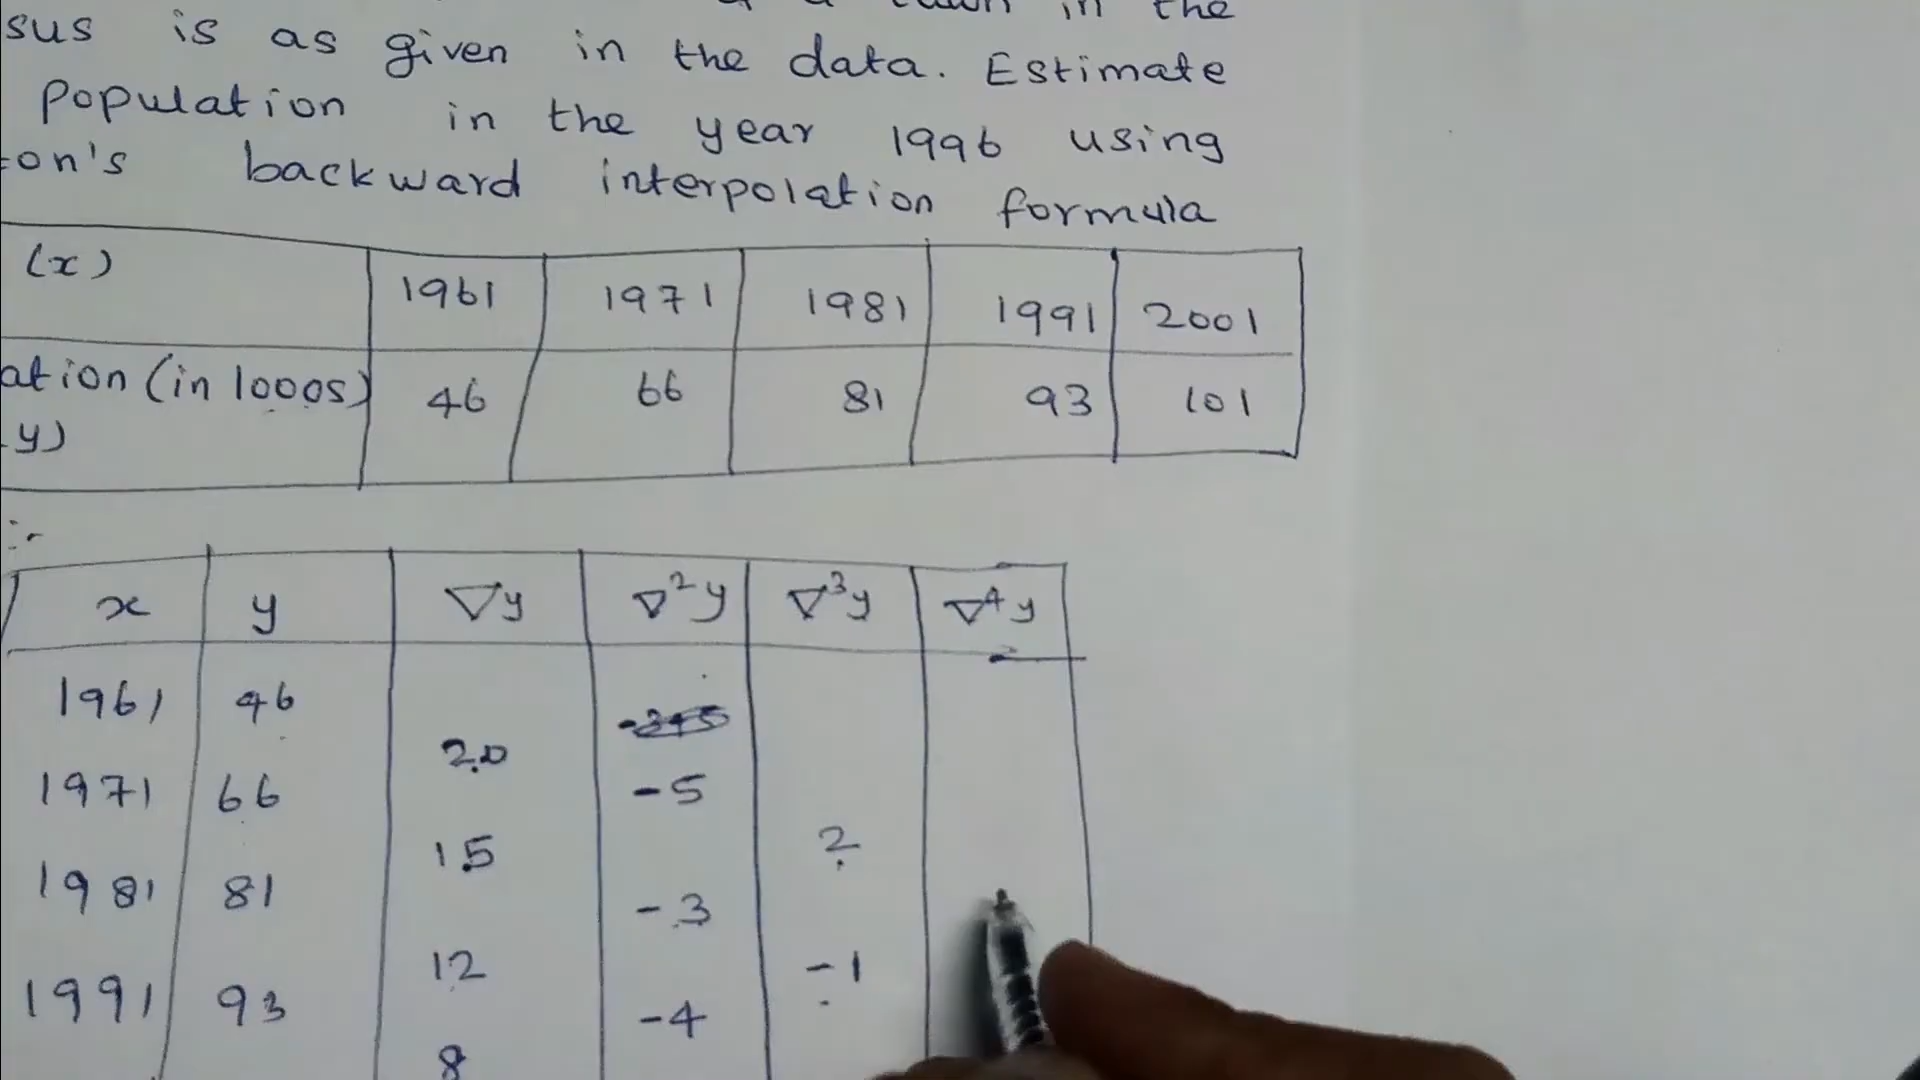 in the
sus is as given in the data. Estimate
population in the year 1996 using
on's backward interpolation formula
(x) 1961 1971 1981 1991 2001
ation (in 1000s) 46 66 81 93 101
y)
:-
x y ▽y ▽²y ▽³y ▽⁴y
1961 46
20
1971 66 -5
15 2
1981 81 -3
12 -1
1991 93 -4
8